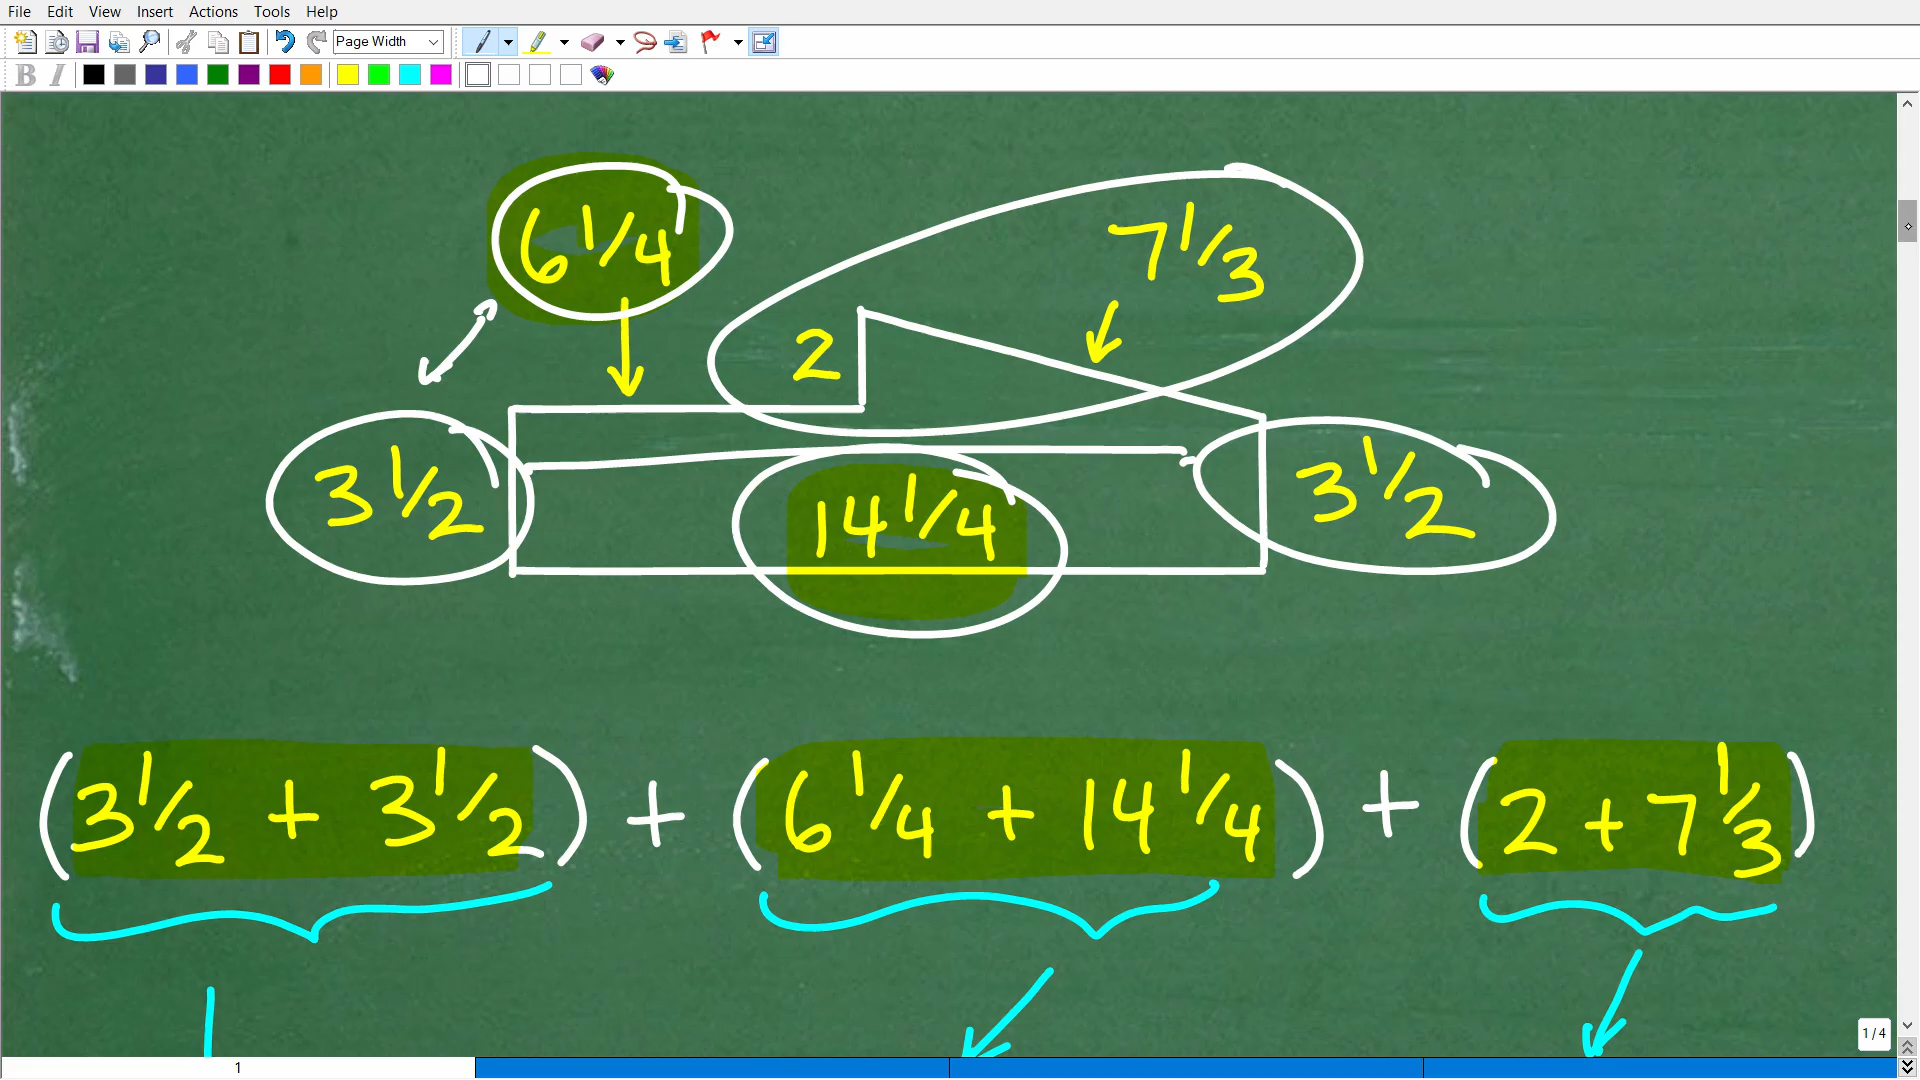 File Edit View Insert Actions Tools Help
Page Width
B I
6 1/4
7 1/3
2
3 1/2
14 1/4
3 1/2
(3 1/2 + 3 1/2) + (6 1/4 + 14 1/4) + (2 + 7 1/3)
1 / 4
1